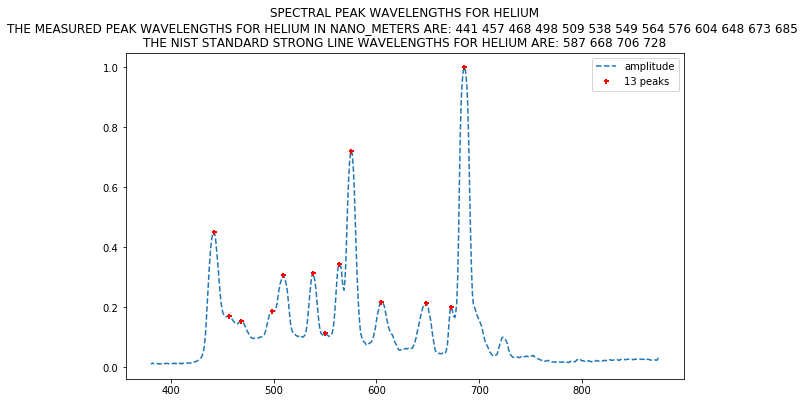 SPECTRAL PEAK WAVELENGTHS FOR HELIUM
THE MEASURED PEAK WAVELENGTHS FOR HELIUM IN NANO_METERS ARE: 441 457 468 498 509 538 549 564 576 604 648 673 685
THE NIST STANDARD STRONG LINE WAVELENGTHS FOR HELIUM ARE: 587 668 706 728
amplitude
13 peaks
1.0
0.8
0.6
0.4
0.2
0.0
400 500 600 700 800